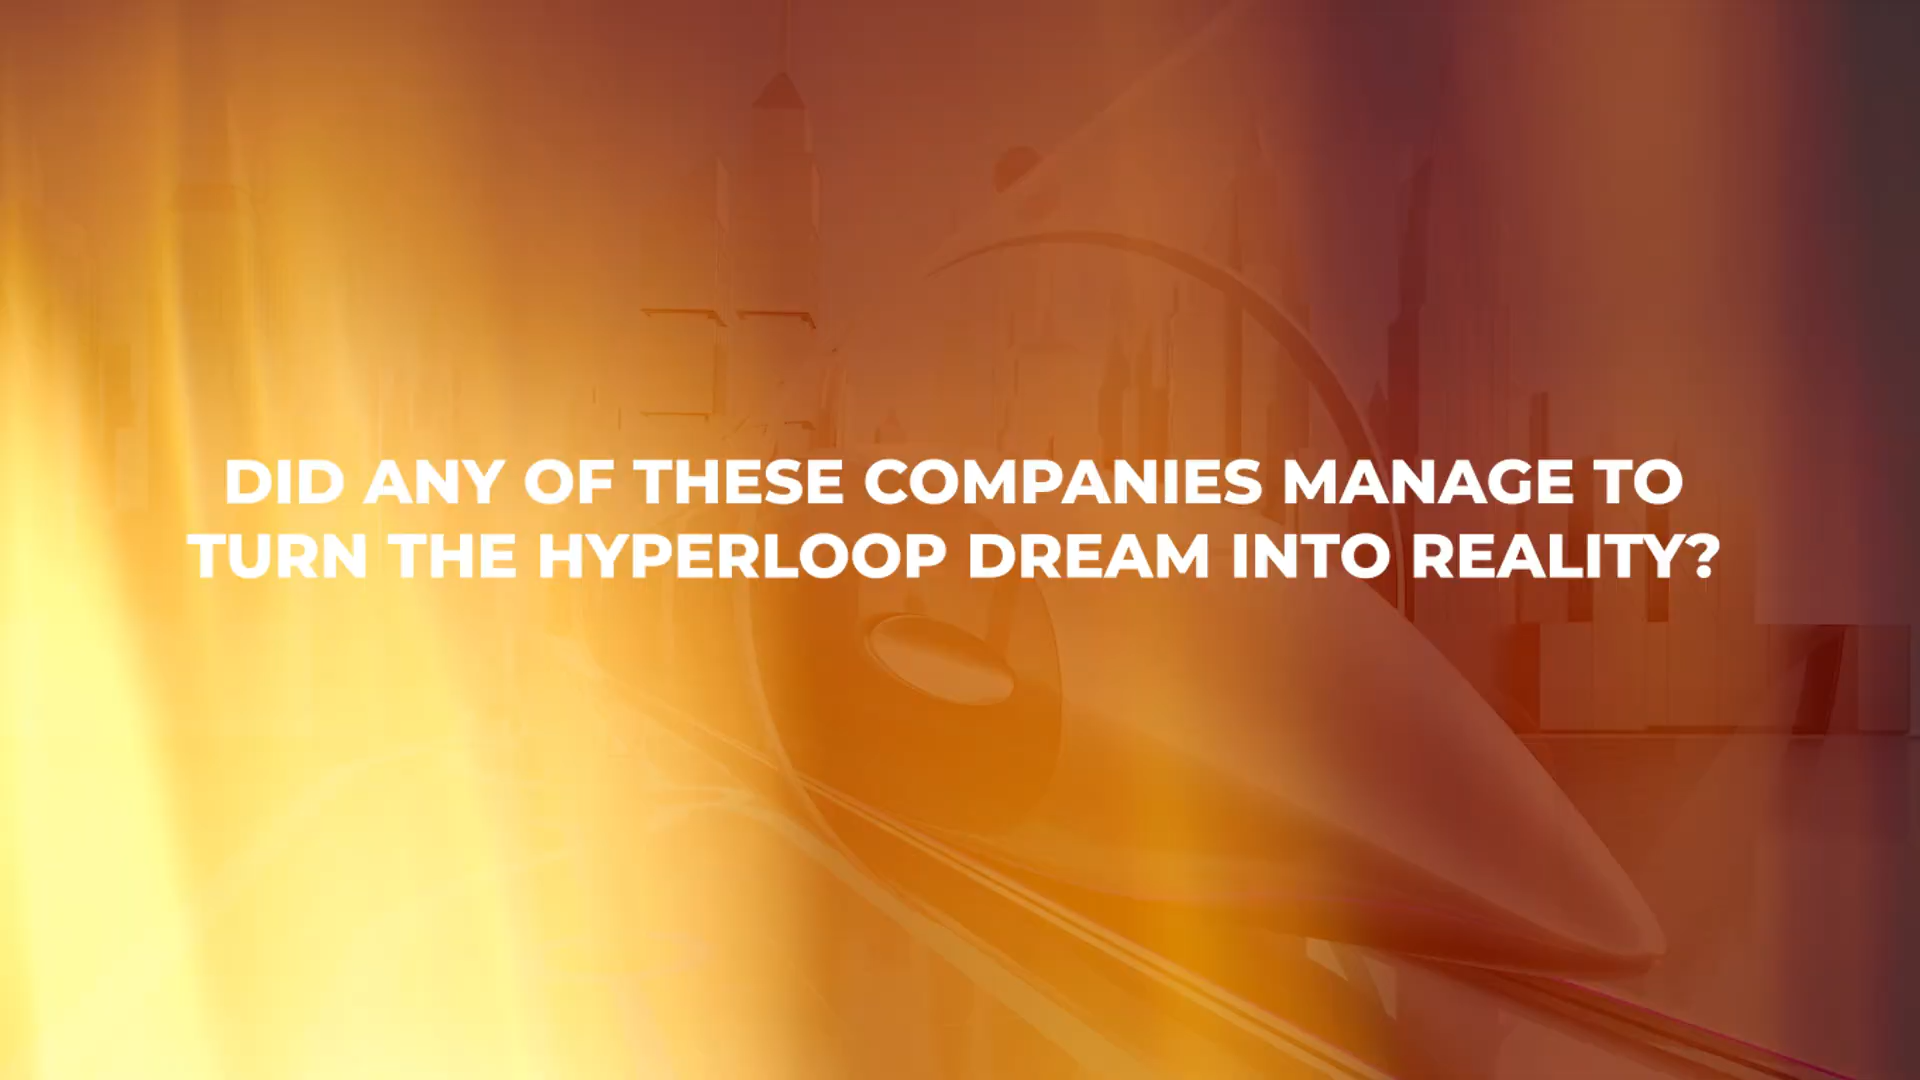 DID ANY OF THESE COMPANIES MANAGE TO
TURN THE HYPERLOOP DREAM INTO REALITY?